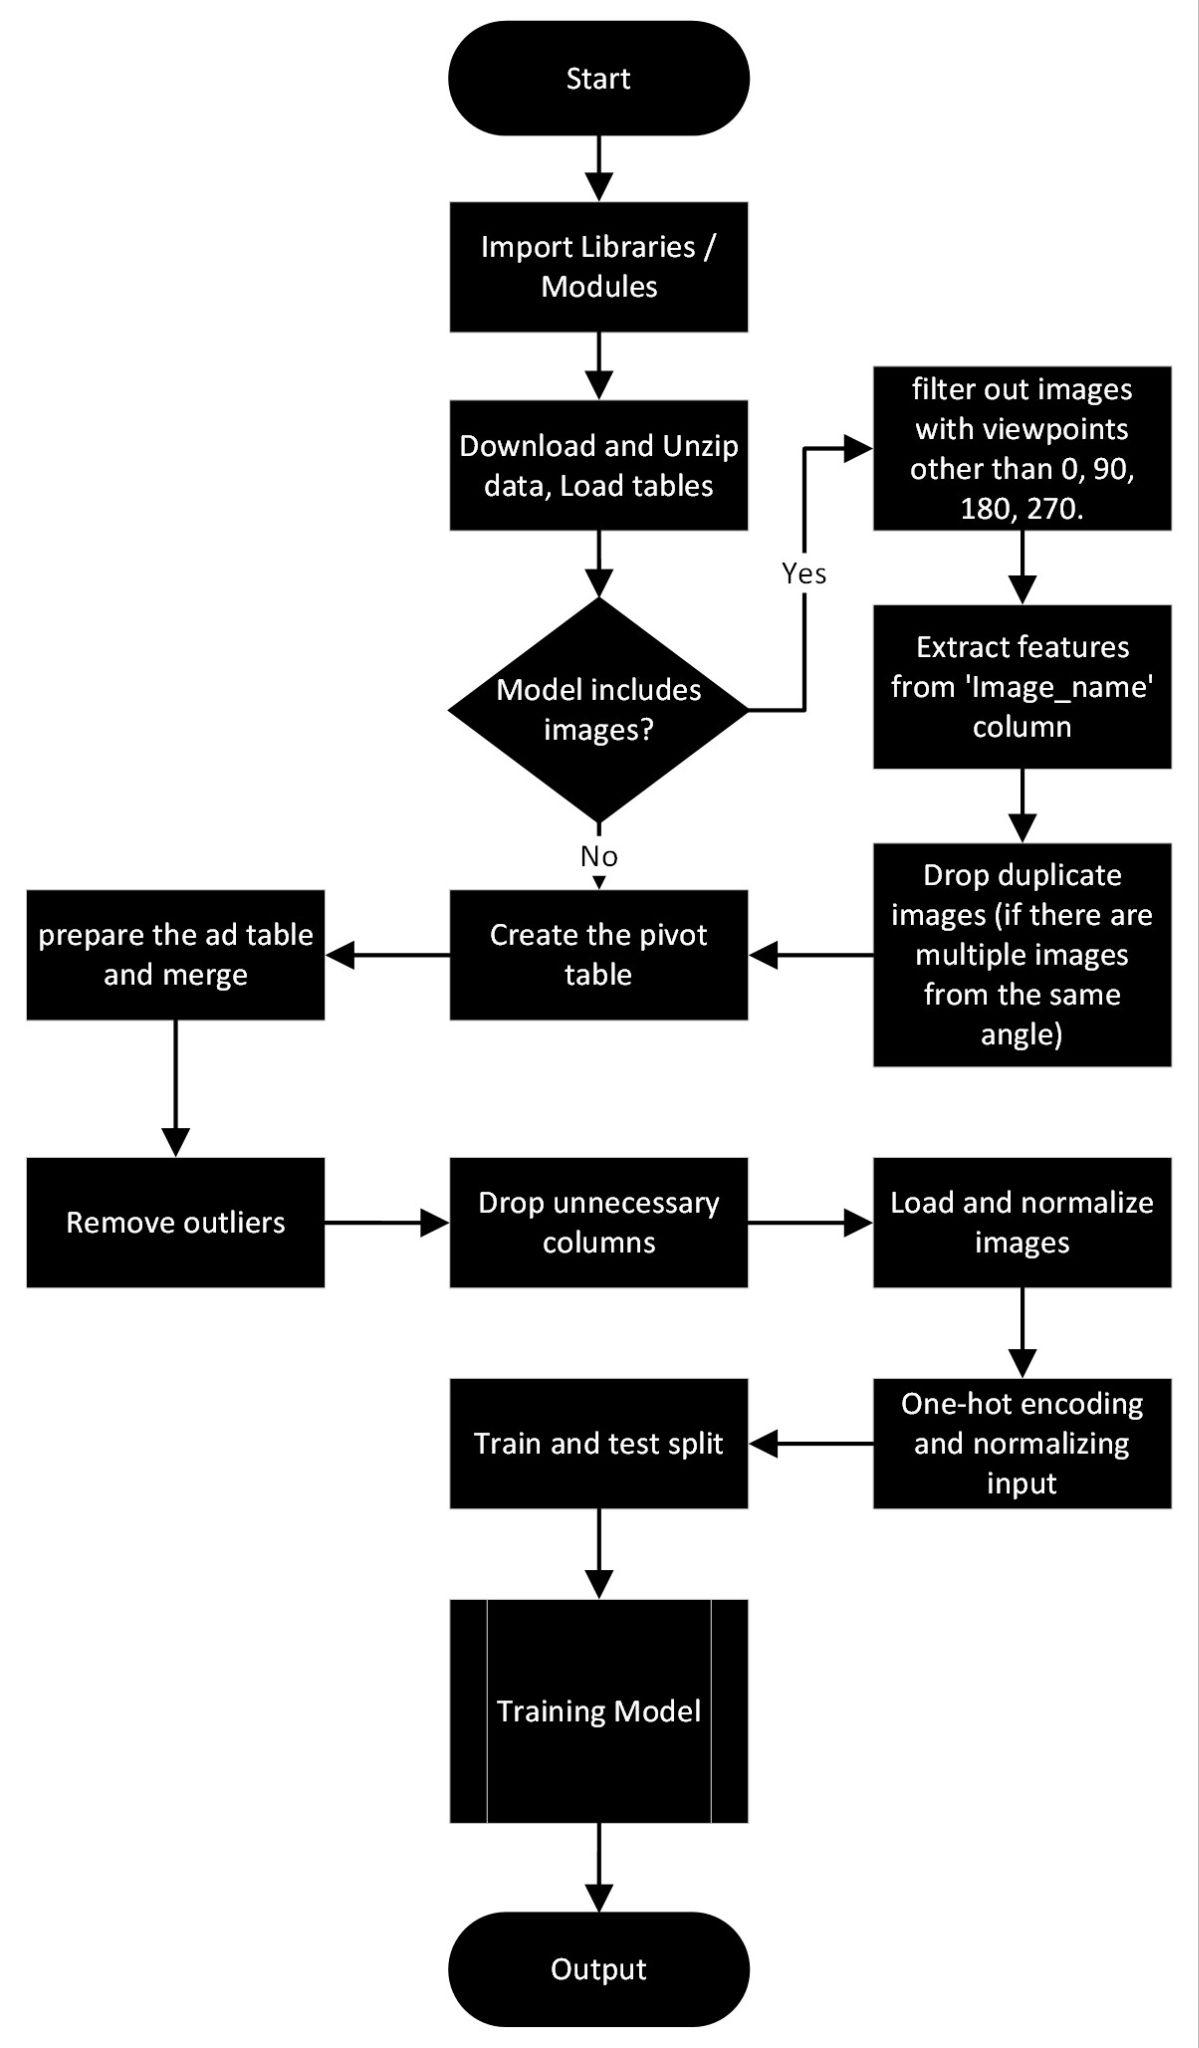 Start
Import Libraries /
Modules
Download and Unzip
data, Load tables
Model includes
images?
Yes
filter out images
with viewpoints
other than 0, 90,
180, 270.
Extract features
from 'Image_name'
column
Drop duplicate
images (if there are
multiple images
from the same
angle)
No
Create the pivot
table
prepare the ad table
and merge
Remove outliers
Drop unnecessary
columns
Load and normalize
images
One-hot encoding
and normalizing
input
Train and test split
Training Model
Output